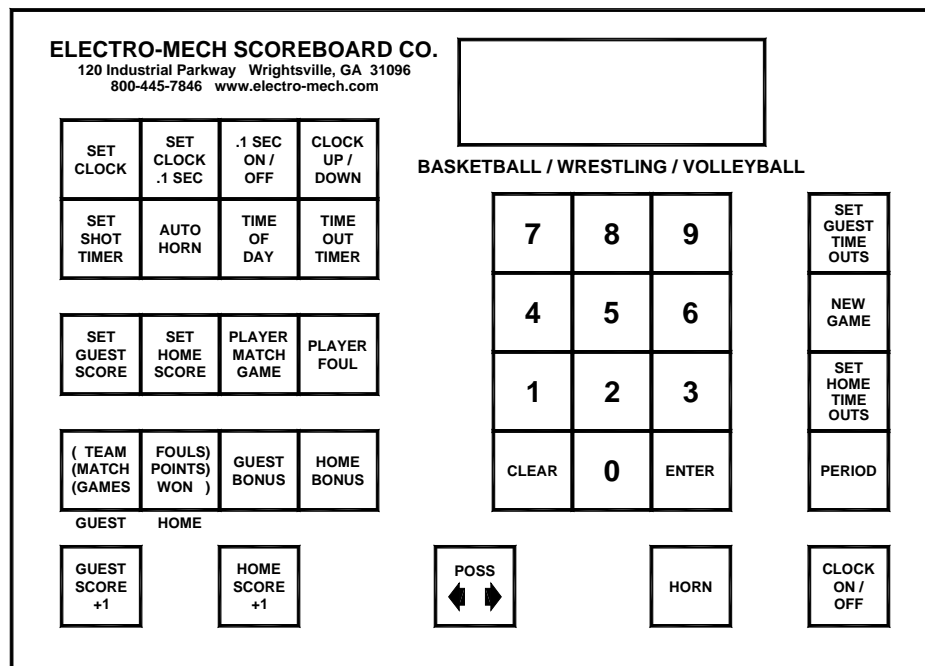 ELECTRO-MECH SCOREBOARD CO.
120 Industrial Parkway Wrightsville, GA 31096
800-445-7846 www.electro-mech.com
SET
CLOCK
SET
CLOCK
.1 SEC
.1 SEC
ON /
OFF
CLOCK
UP /
DOWN
SET
SHOT
TIMER
AUTO
HORN
TIME
OF
DAY
TIME
OUT
TIMER
SET
GUEST
SCORE
SET
HOME
SCORE
PLAYER
MATCH
GAME
PLAYER
FOUL
( TEAM FOULS)
(MATCH POINTS)
(GAMES WON )
GUEST
BONUS
HOME
BONUS
GUEST HOME
GUEST
SCORE
+1
HOME
SCORE
+1
BASKETBALL / WRESTLING / VOLLEYBALL
7 8 9
4 5 6
1 2 3
CLEAR 0 ENTER
SET
GUEST
TIME
OUTS
NEW
GAME
SET
HOME
TIME
OUTS
PERIOD
POSS
HORN
CLOCK
ON /
OFF